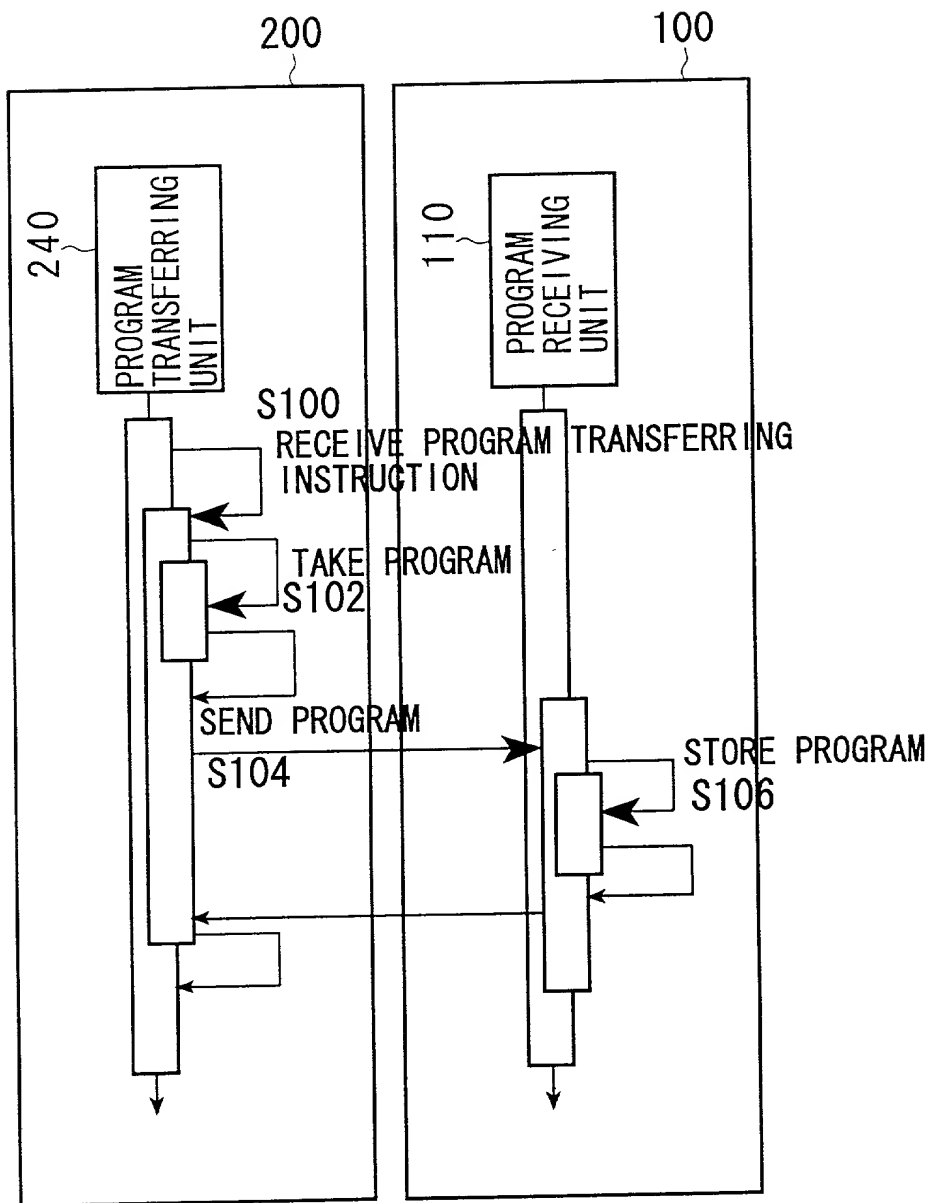 200
100
240
PROGRAM
TRANSFERRING
UNIT
110
PROGRAM
RECEIVING
UNIT
S100
RECEIVE PROGRAM TRANSFERRING
INSTRUCTION
TAKE PROGRAM
S102
SEND PROGRAM
S104
STORE PROGRAM
S106